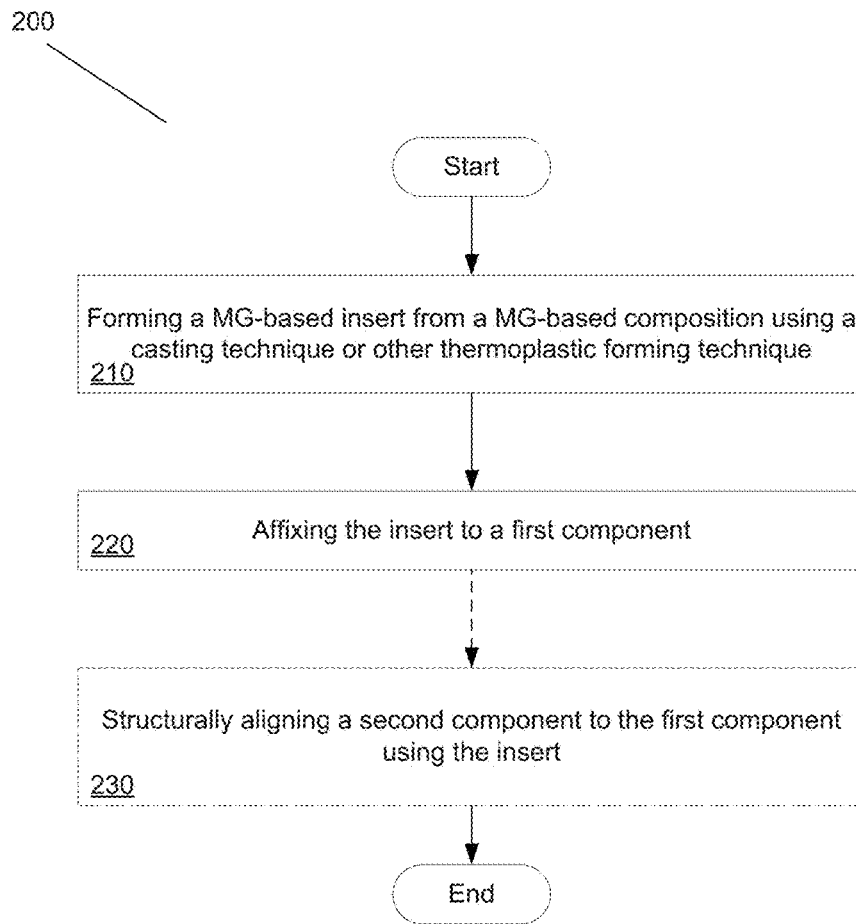 200
Start
Forming a MG-based insert from a MG-based composition using a
casting technique or other thermoplastic forming technique
210
Affixing the insert to a first component
220
Structurally aligning a second component to the first component
using the insert
230
End